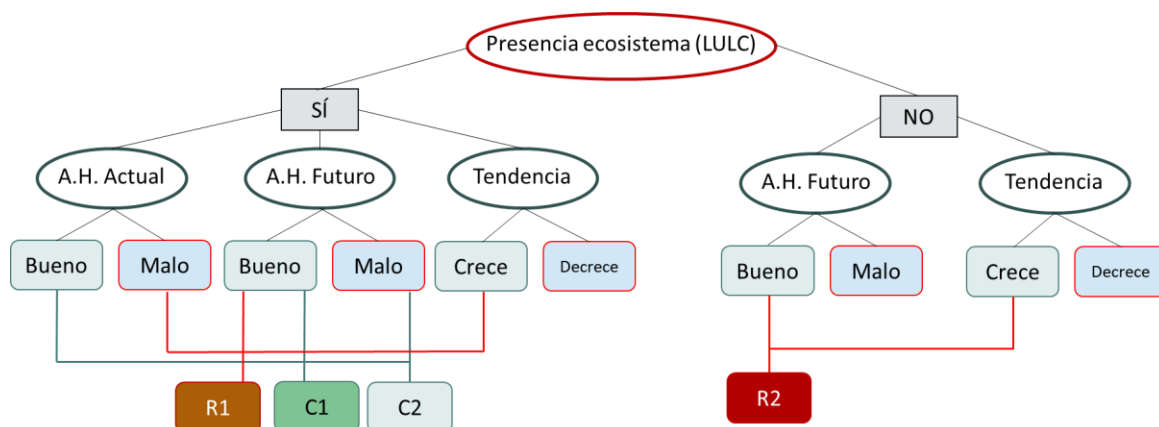 Presencia ecosistema (LULC)
SÍ
NO
A.H. Actual
A.H. Futuro
Tendencia
A.H. Futuro
Tendencia
Bueno
Malo
Bueno
Malo
Crece
Decrece
Bueno
Malo
Crece
Decrece
R1
C1
C2
R2